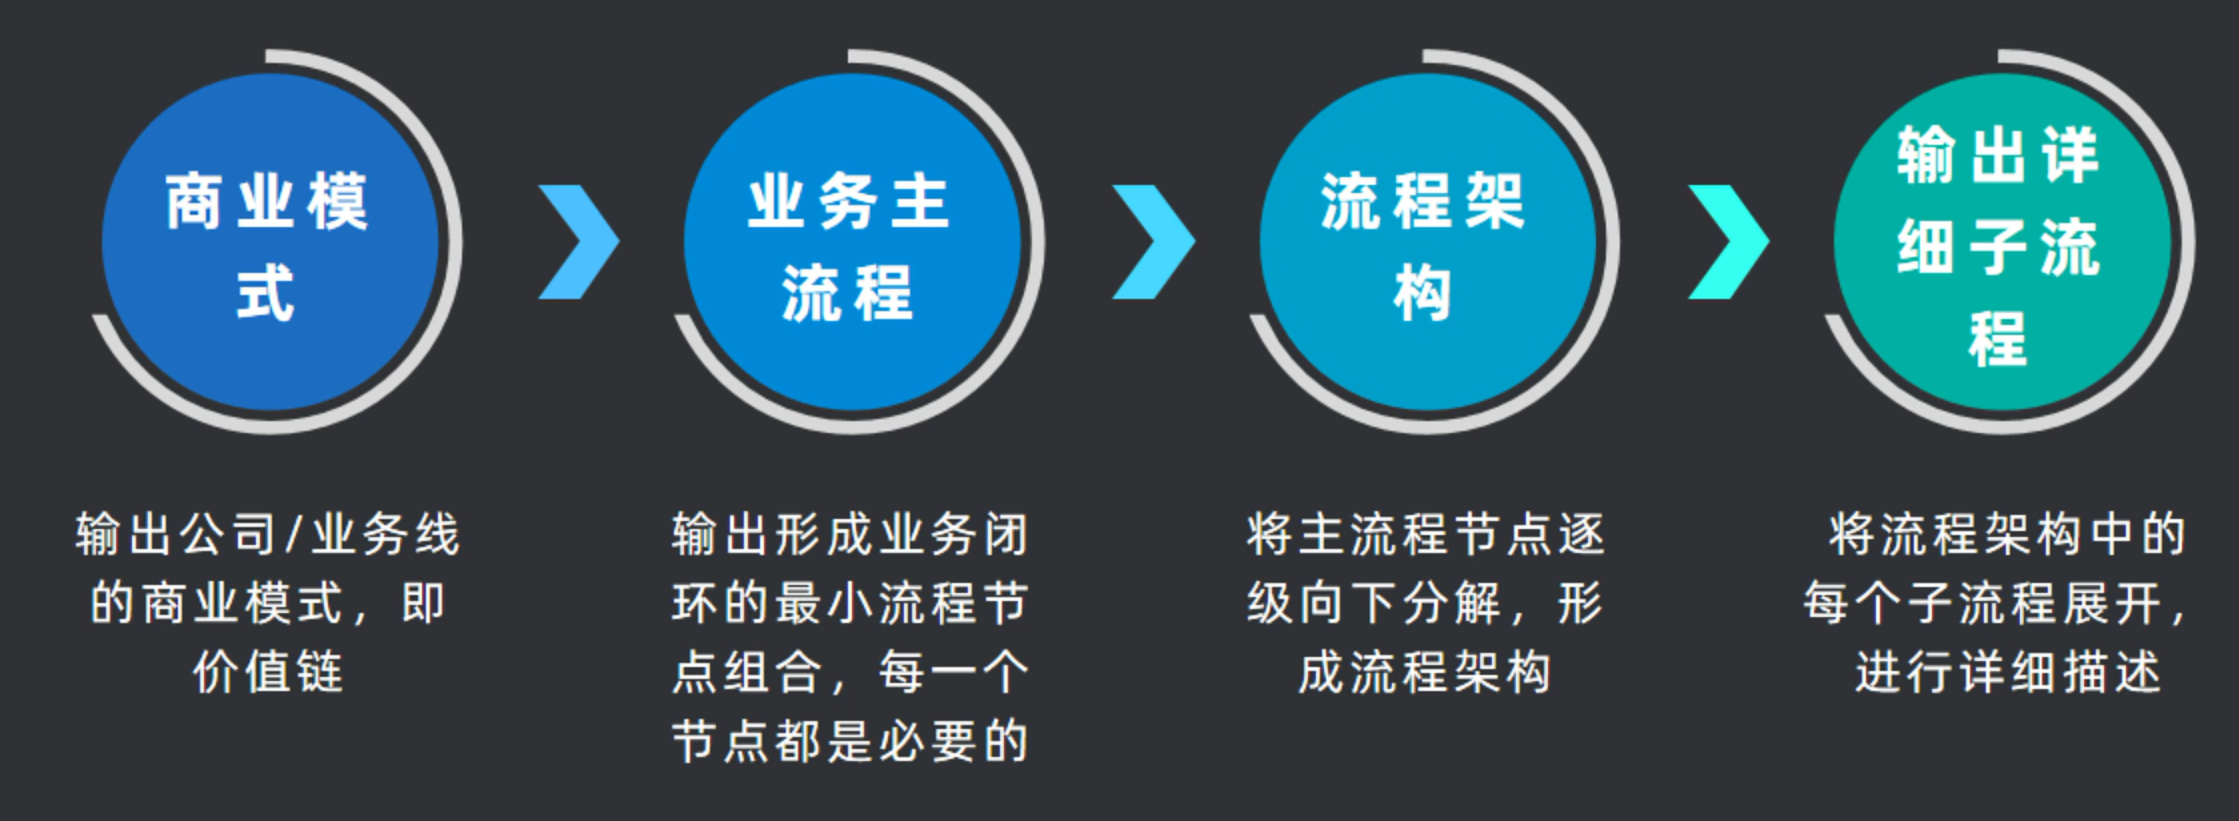 商业模
式
业务主
流程
流程架
构
输出详
细子流
程
输出公司/业务线
的商业模式，即
价值链
输出形成业务闭
环的最小流程节
点组合，每一个
节点都是必要的
将主流程节点逐
级向下分解，形
成流程架构
将流程架构中的
每个子流程展开，
进行详细描述